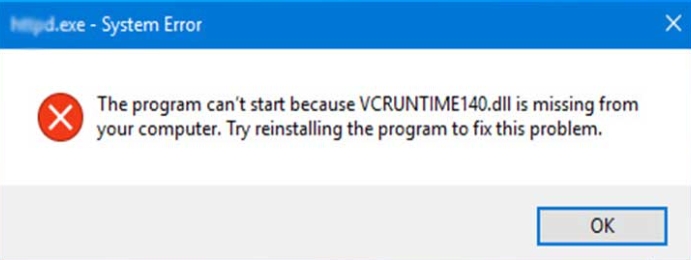 httpd.exe - System Error
The program can't start because VCRUNTIME140.dll is missing from
your computer. Try reinstalling the program to fix this problem.
OK